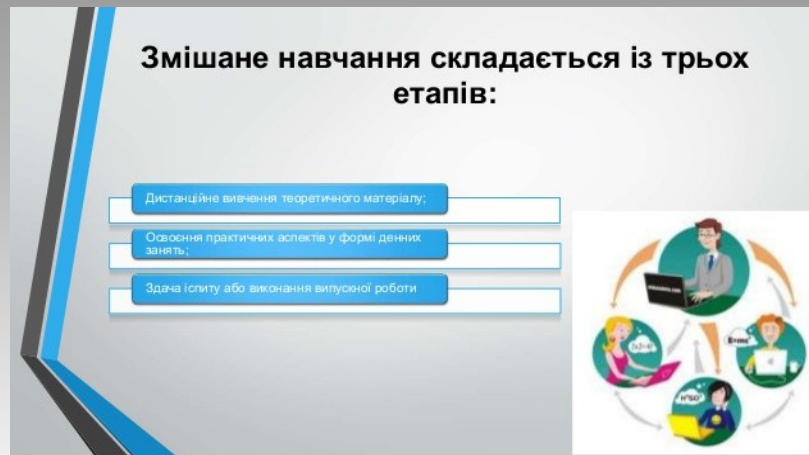 Змішане навчання складається із трьох
етапів:
Дистанційне вивчення теоретичного матеріалу;
Освоєння практичних аспектів у формі денних
занять;
Здача іспиту або виконання випускної роботи